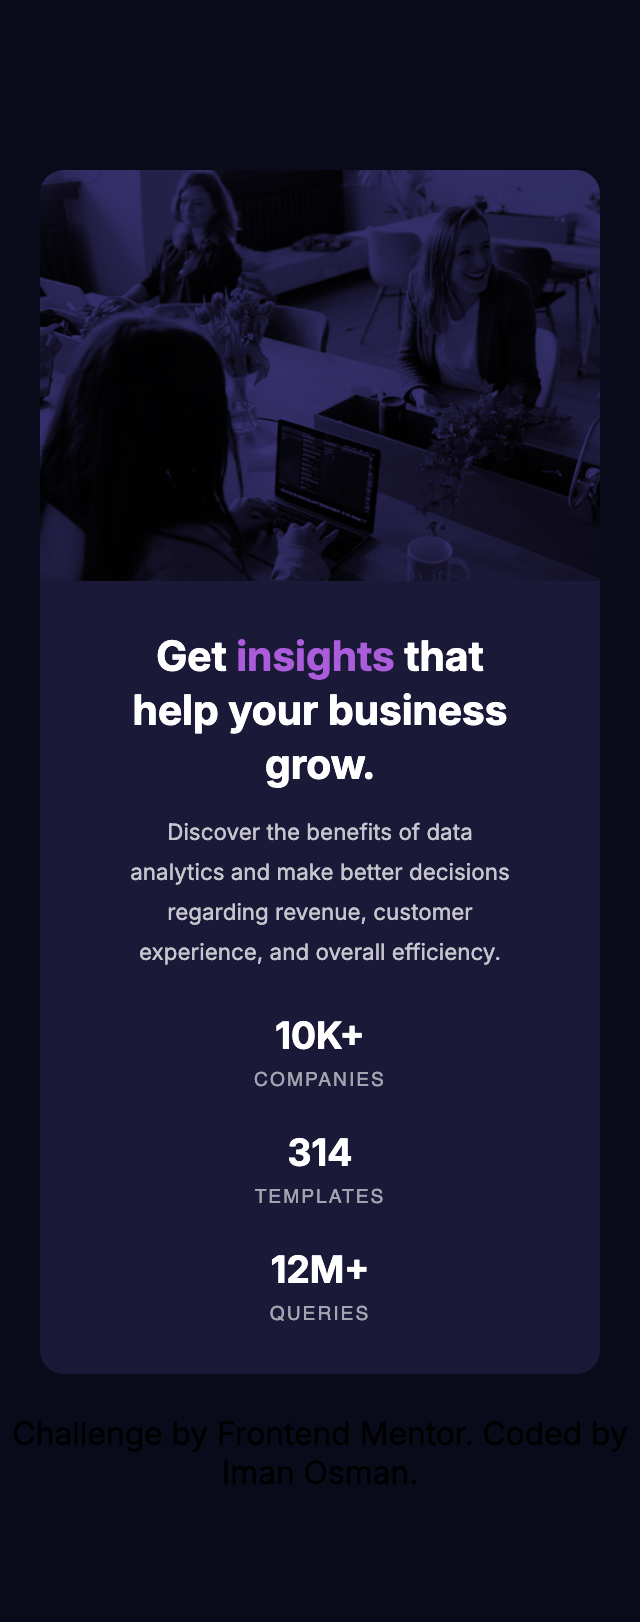 Get insights that
help your business
grow.
Discover the benefits of data
analytics and make better decisions
regarding revenue, customer
experience, and overall efficiency.
10K+
COMPANIES
314
TEMPLATES
12M+
QUERIES
Challenge by Frontend Mentor. Coded by
Iman Osman.